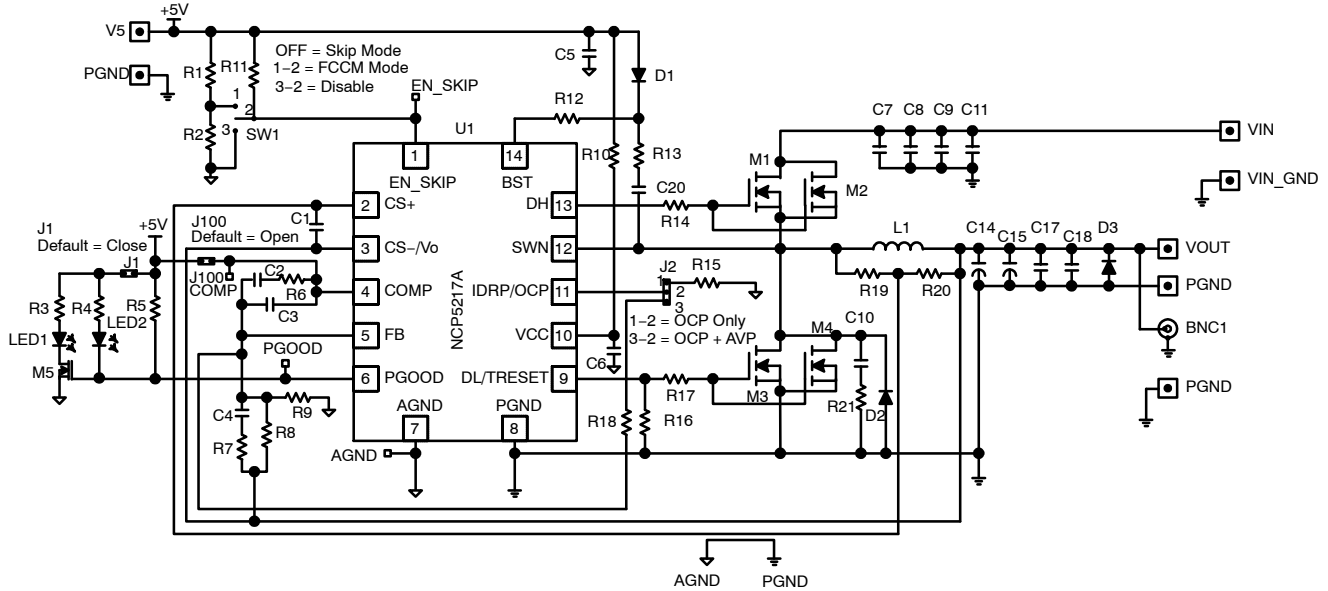 +5V
V5
PGND
R1
R11
OFF = Skip Mode
1−2 = FCCM Mode
3−2 = Disable
EN_SKIP
C5
D1
R12
1
2
3
R2
SW1
U1
R10
R13
C7
C8
C9
C11
VIN
VIN_GND
1
EN_SKIP
14
BST
M1
M2
2
CS+
DH
13
C20
R14
C1
J1
Default = Close
+5V
J100
Default = Open
3
CS−/Vo
SWN
12
L1
C14
C15
C17
C18
D3
VOUT
J1
J100
COMP
C2
R6
C3
4
COMP
NCP5217A
IDRP/OCP
11
J2
1
2
3
R15
R19
R20
PGND
R3
R4
R5
LED1
LED2
5
FB
VCC
10
1−2 = OCP Only
3−2 = OCP + AVP
M4
C10
BNC1
PGOOD
C6
M5
6
PGOOD
DL/TRESET
9
R17
M3
R21
D2
PGND
C4
R9
R7
R8
AGND
7
PGND
8
R18
R16
AGND
AGND
PGND